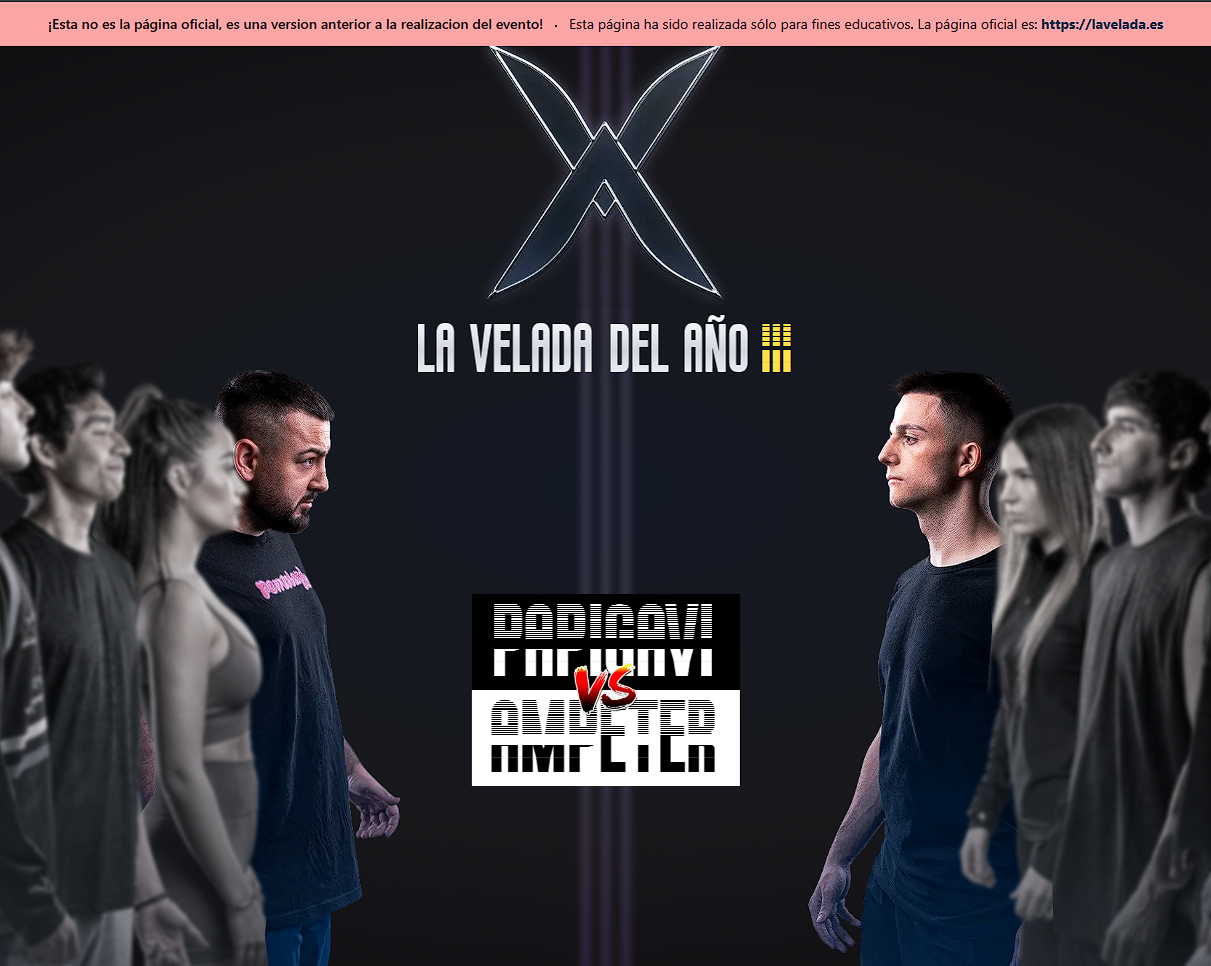 ¡Esta no es la página oficial, es una version anterior a la realizacion del evento! · Esta página ha sido realizada sólo para fines educativos. La página oficial es: https://lavelada.es
LA VELADA DEL AÑO III
PAPIGAVI
VS
AMPETER